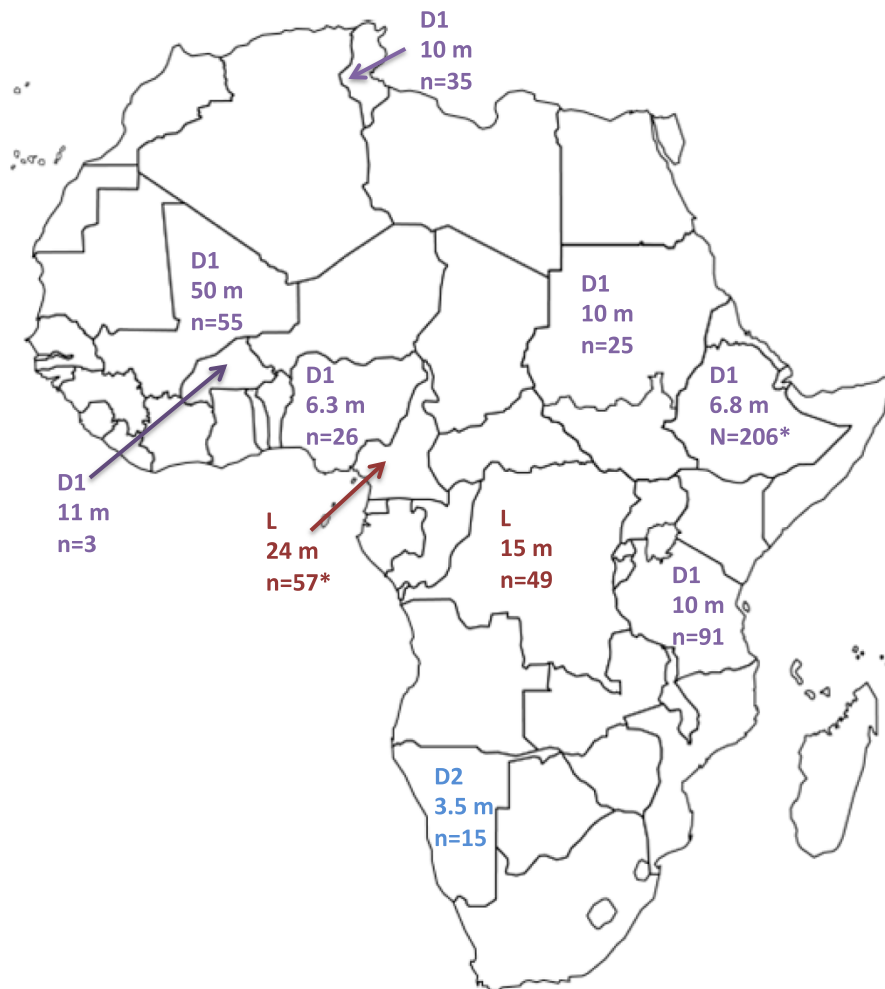 D1
10 m
n=35
D1
50 m
n=55
D1
10 m
n=25
D1
6.3 m
n=26
D1
6.8 m
N=206*
D1
11 m
n=3
L
24 m
n=57*
L
15 m
n=49
D1
10 m
n=91
D2
3.5 m
n=15